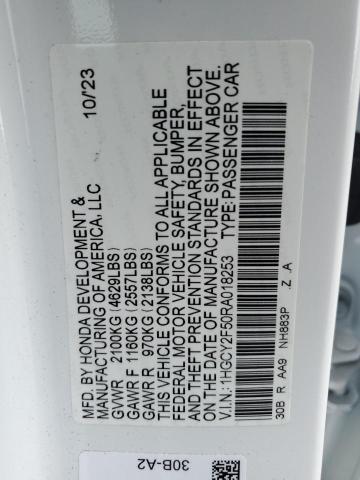 MFD. BY HONDA DEVELOPMENT & 10/'23
MANUFACTURING OF AMERICA, LLC
GVWR 2100KG (4629LBS)
GAWR F 1160KG (2557LBS)
GAWR R 970KG (2138LBS)
THIS VEHICLE CONFORMS TO ALL APPLICABLE
FEDERAL MOTOR VEHICLE SAFETY, BUMPER,
AND THEFT PREVENTION STANDARDS IN EFFECT
ON THE DATE OF MANUFACTURE SHOWN ABOVE.
V.I.N.: 1HGCY2F50RA018253 TYPE: PASSENGER CAR
30B R AA9 NH883P Z .A
30B-A2